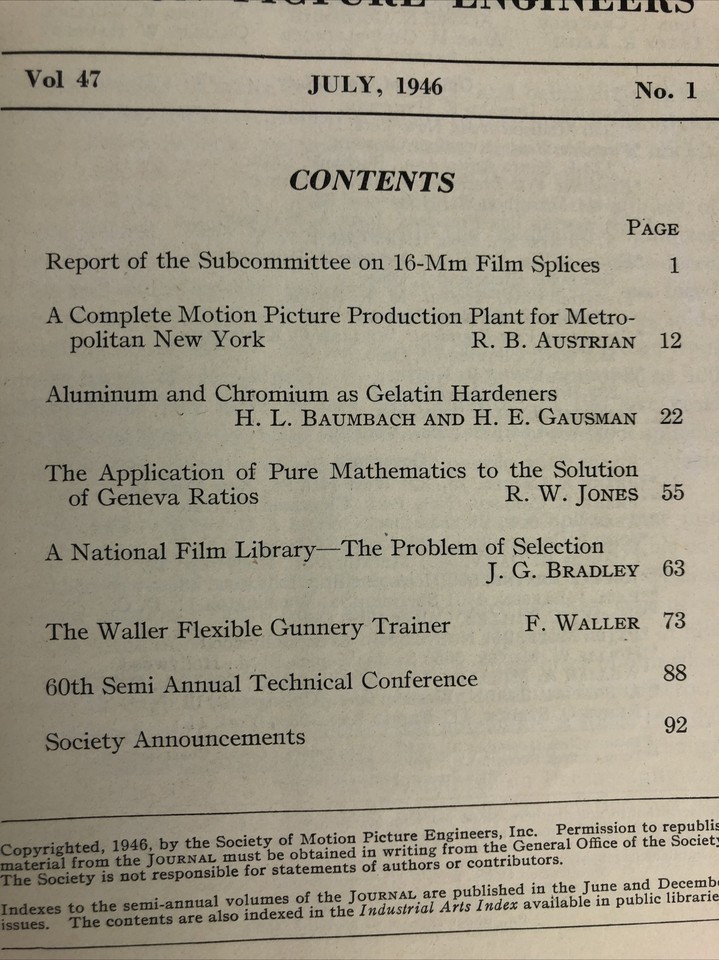 PICTURE ENGINEERS
Vol 47 JULY, 1946 No. 1
CONTENTS
PAGE
Report of the Subcommittee on 16-Mm Film Splices 1
A Complete Motion Picture Production Plant for Metro-
politan New York R. B. AUSTRIAN 12
Aluminum and Chromium as Gelatin Hardeners
H. L. BAUMBACH AND H. E. GAUSMAN 22
The Application of Pure Mathematics to the Solution
of Geneva Ratios R. W. JONES 55
A National Film Library—The Problem of Selection
J. G. BRADLEY 63
The Waller Flexible Gunnery Trainer F. WALLER 73
60th Semi Annual Technical Conference 88
Society Announcements 92
Copyrighted, 1946, by the Society of Motion Picture Engineers, Inc. Permission to republis
material from the JOURNAL must be obtained in writing from the General Office of the Society
The Society is not responsible for statements of authors or contributors.
Indexes to the semi-annual volumes of the JOURNAL are published in the June and Decembe
issues. The contents are also indexed in the Industrial Arts Index available in public librarie